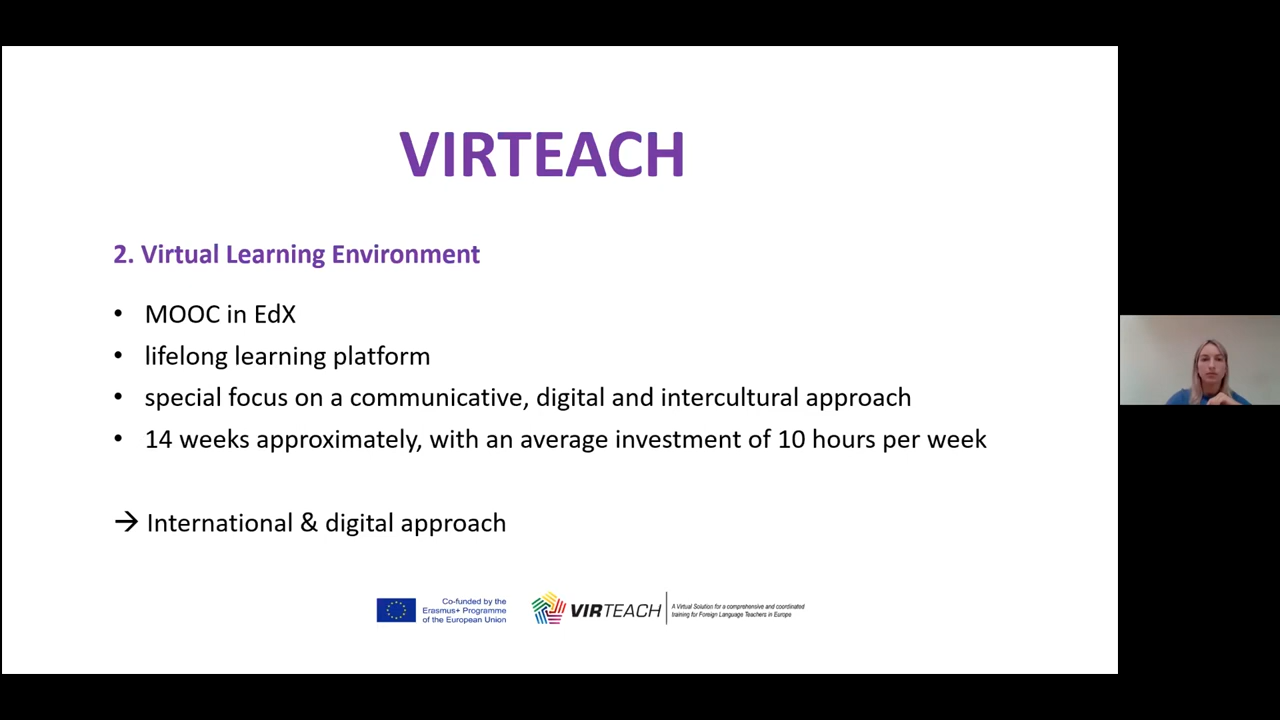 VIRTEACH
2. Virtual Learning Environment
• MOOC in EdX
• lifelong learning platform
• special focus on a communicative, digital and intercultural approach
• 14 weeks approximately, with an average investment of 10 hours per week
→ International & digital approach
Co-funded by the
Erasmus+ Programme
of the European Union
VIRTEACH
A Virtual Solution for a comprehensive and coordinated
training for Foreign Language Teachers in Europe